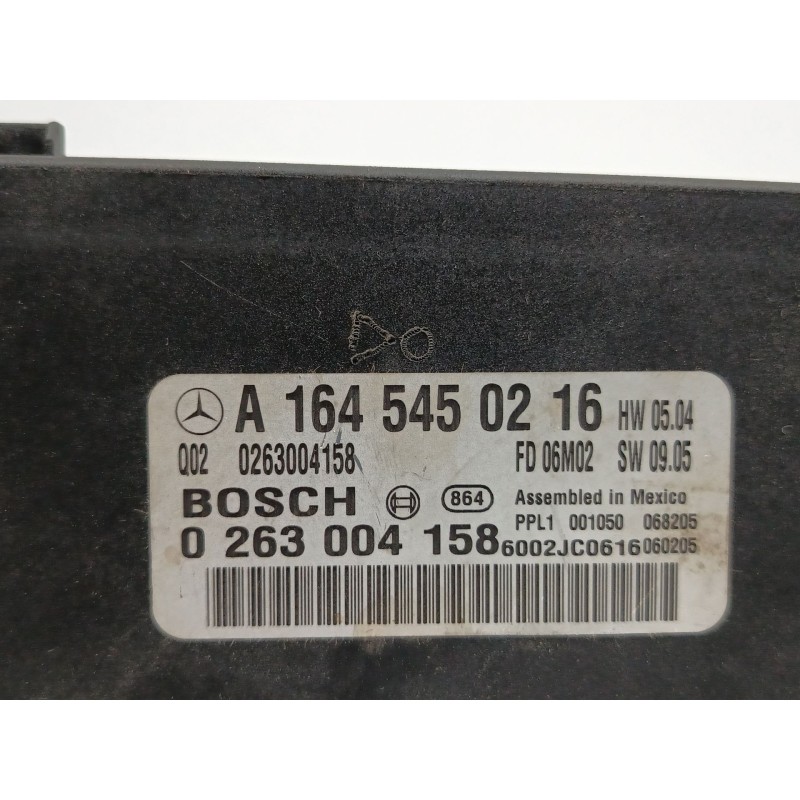 A 164 545 02 16 HW 05.04
Q02 0263004158 FD 06M02 SW 09.05
BOSCH 864 Assembled in Mexico
PPL1 001050 068205
0 263 004 158 6002JC0616 060205